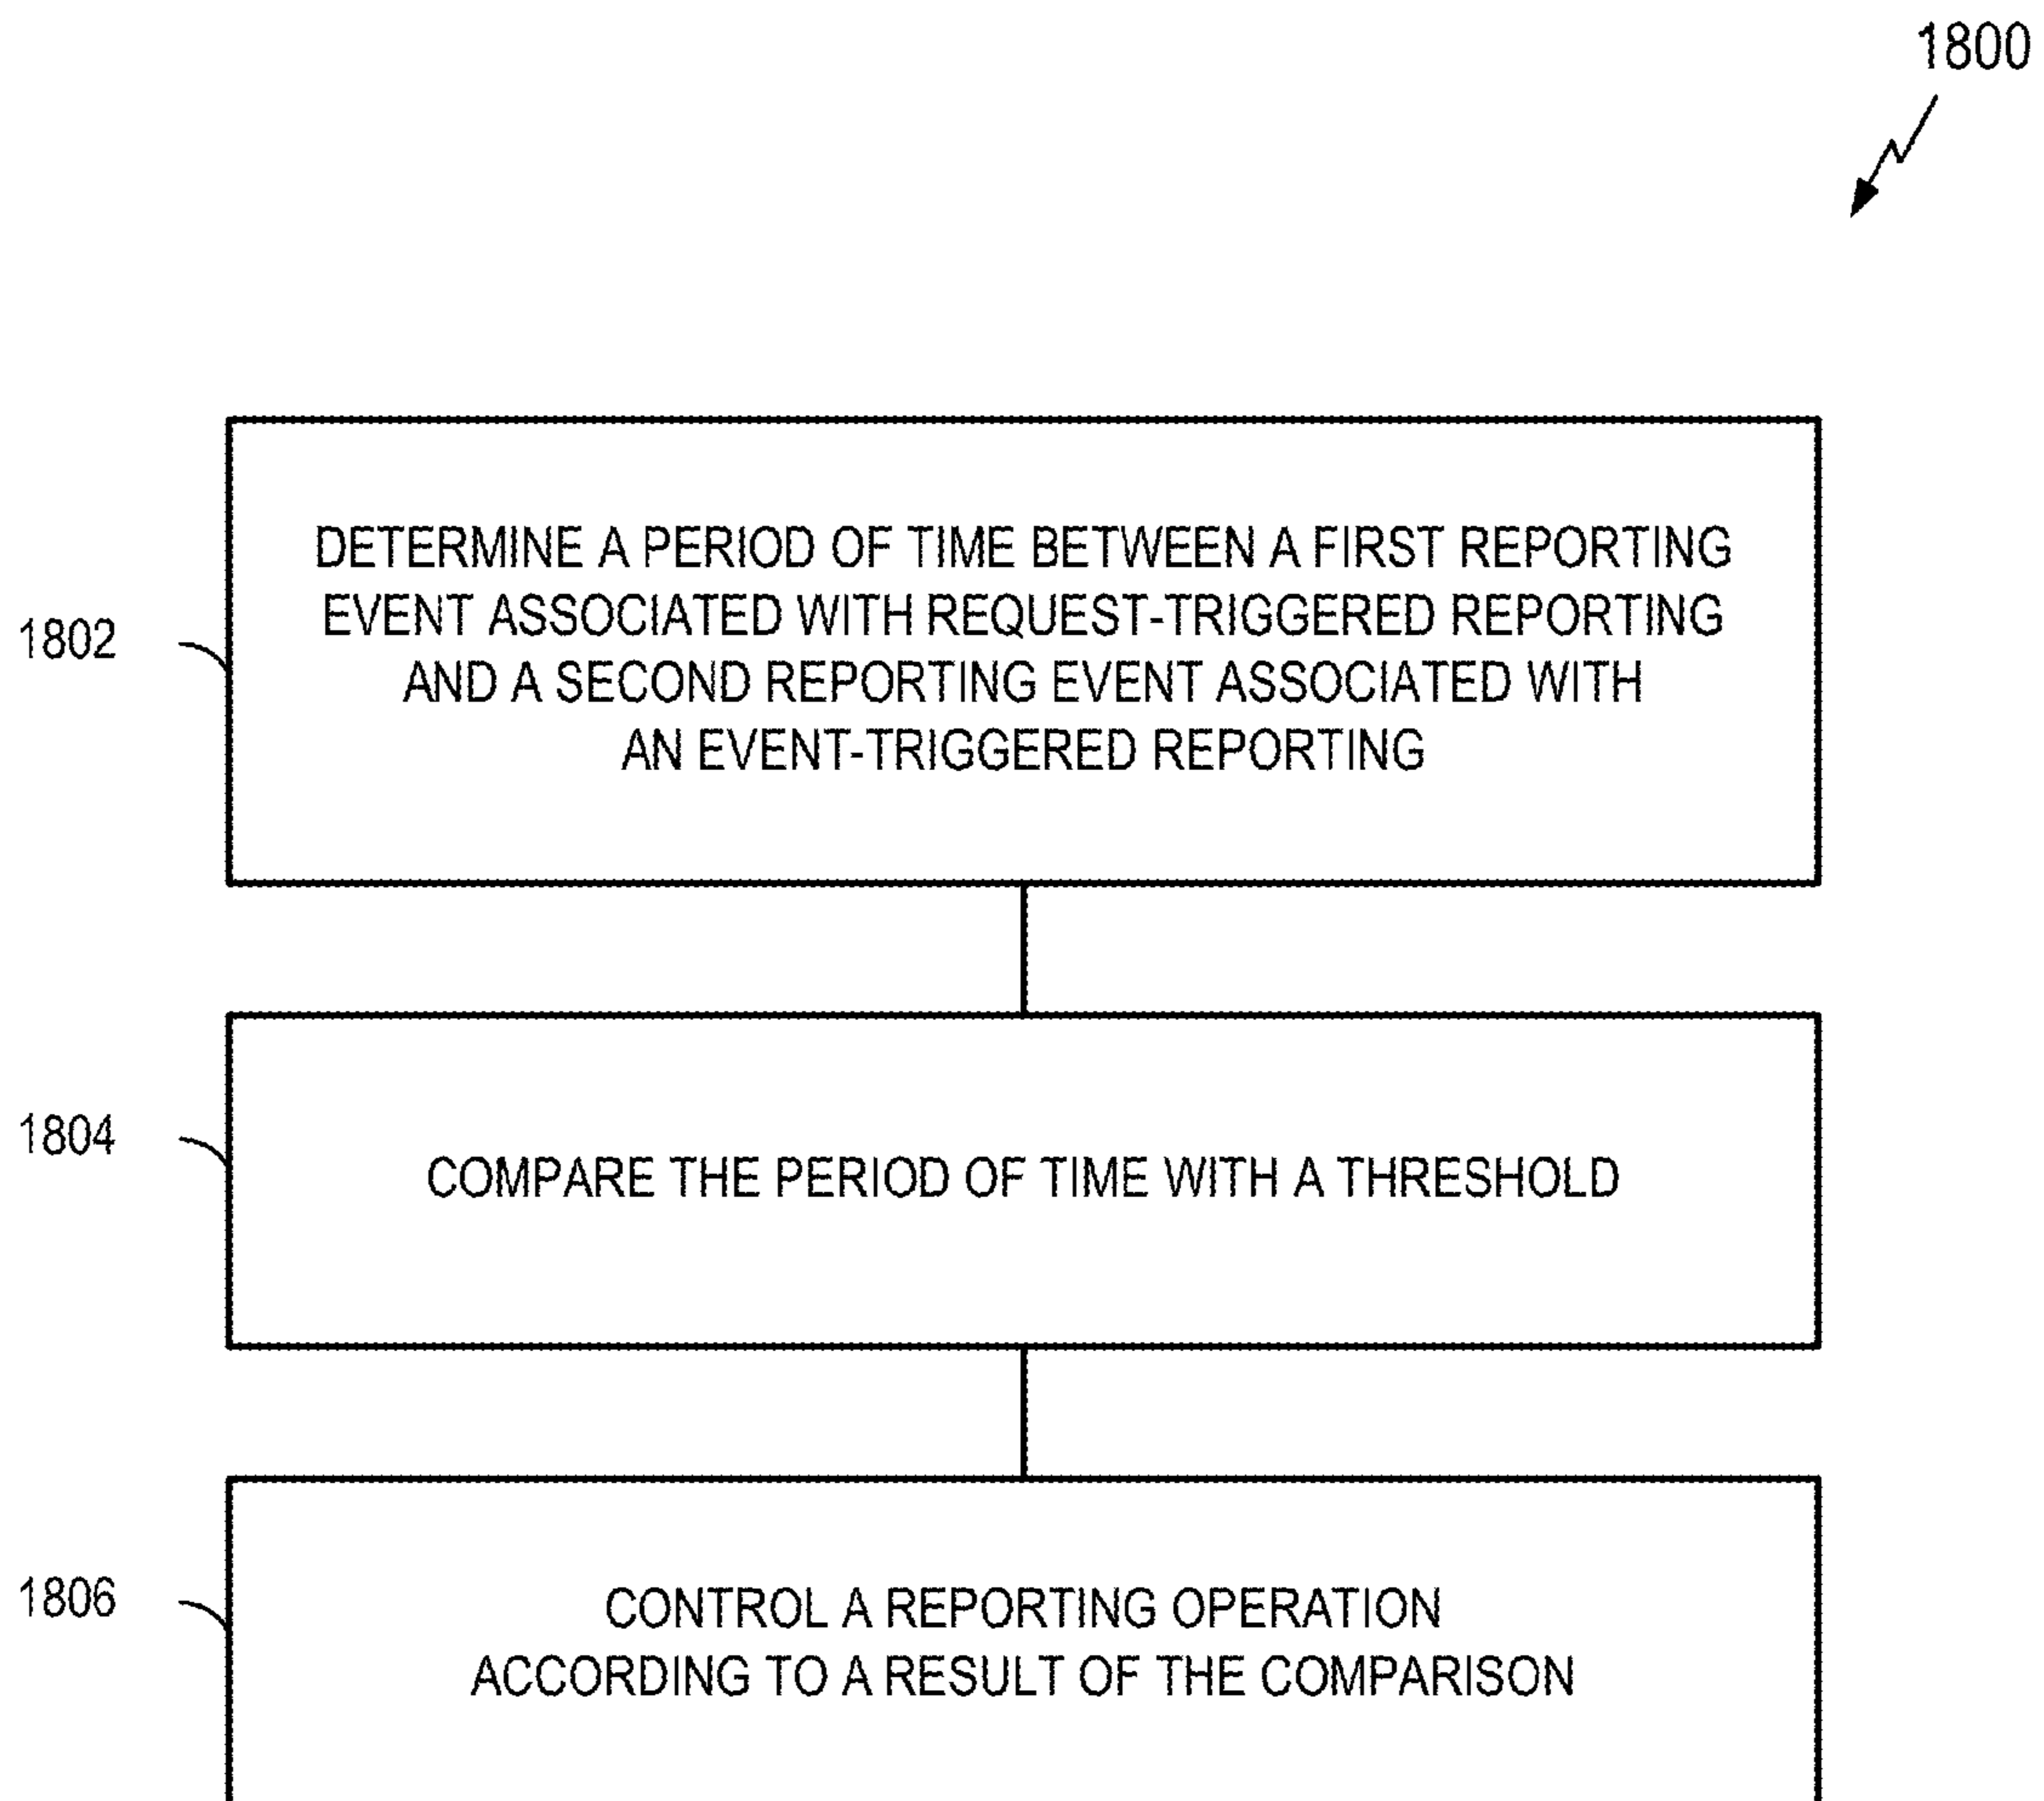 1800
1802
DETERMINE A PERIOD OF TIME BETWEEN A FIRST REPORTING
EVENT ASSOCIATED WITH REQUEST-TRIGGERED REPORTING
AND A SECOND REPORTING EVENT ASSOCIATED WITH
AN EVENT-TRIGGERED REPORTING
1804
COMPARE THE PERIOD OF TIME WITH A THRESHOLD
1806
CONTROL A REPORTING OPERATION
ACCORDING TO A RESULT OF THE COMPARISON